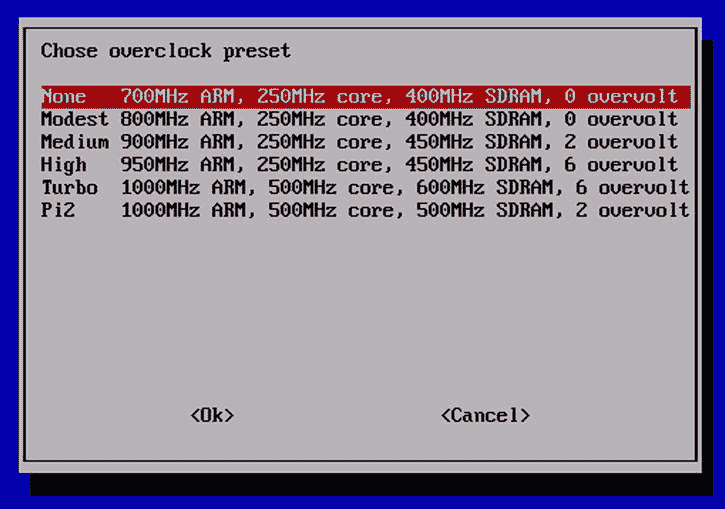 Chose overclock preset
None 700MHz ARM, 250MHz core, 400MHz SDRAM, 0 overvolt
Modest 800MHz ARM, 250MHz core, 400MHz SDRAM, 0 overvolt
Medium 900MHz ARM, 250MHz core, 450MHz SDRAM, 2 overvolt
High 950MHz ARM, 250MHz core, 450MHz SDRAM, 6 overvolt
Turbo 1000MHz ARM, 500MHz core, 600MHz SDRAM, 6 overvolt
Pi2 1000MHz ARM, 500MHz core, 500MHz SDRAM, 2 overvolt
<Ok> <Cancel>